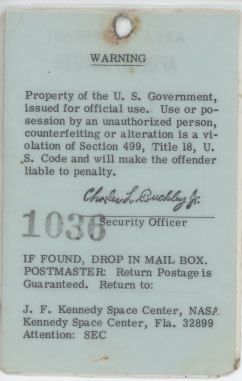 WARNING
Property of the U. S. Government,
issued for official use. Use or po-
session by an unauthorized person,
counterfeiting or alteration is a vi-
olation of Section 499, Title 18, U.
S. Code and will make the offender
liable to penalty.
Charles L. Buckley Jr.
1036
Security Officer
IF FOUND, DROP IN MAIL BOX.
POSTMASTER: Return Postage is
Guaranteed. Return to:
J. F. Kennedy Space Center, NASA
Kennedy Space Center, Fla. 32899
Attention: SEC